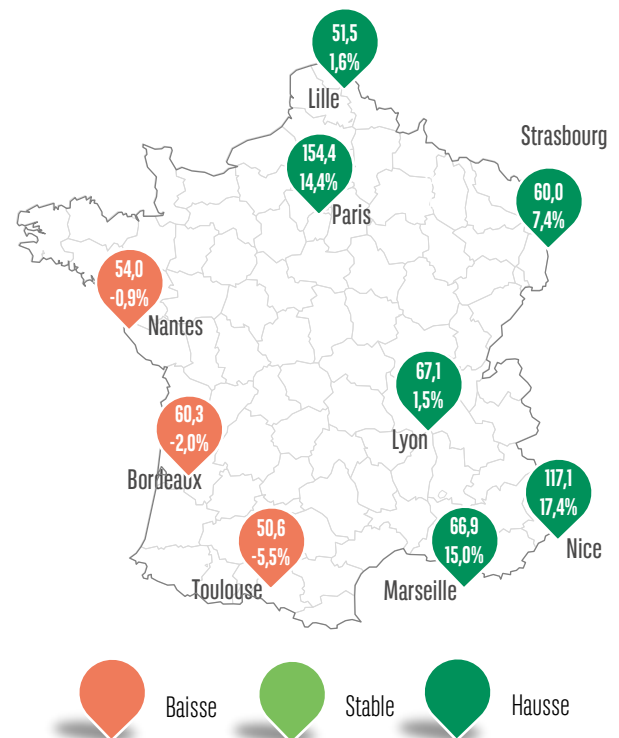 51,5
1,6%
Lille
Strasbourg
154,4
14,4%
Paris
60,0
7,4%
54,0
-0,9%
Nantes
67,1
1,5%
Lyon
60,3
-2,0%
Bordeaux
117,1
17,4%
Nice
50,6
-5,5%
Toulouse
66,9
15,0%
Marseille
Baisse
Stable
Hausse